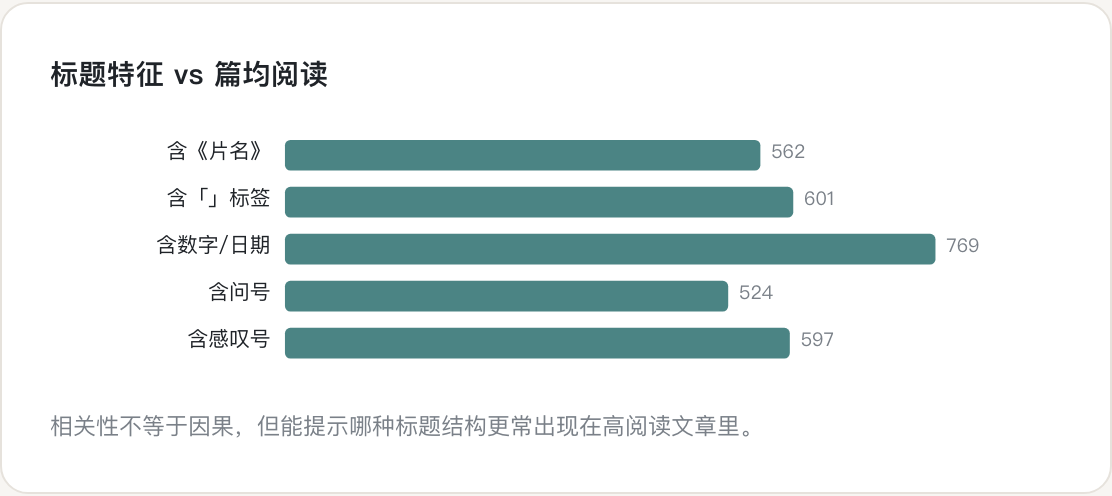 标题特征 vs 篇均阅读
含《片名》 562
含「」标签 601
含数字/日期 769
含问号 524
含感叹号 597
相关性不等于因果，但能提示哪种标题结构更常出现在高阅读文章里。